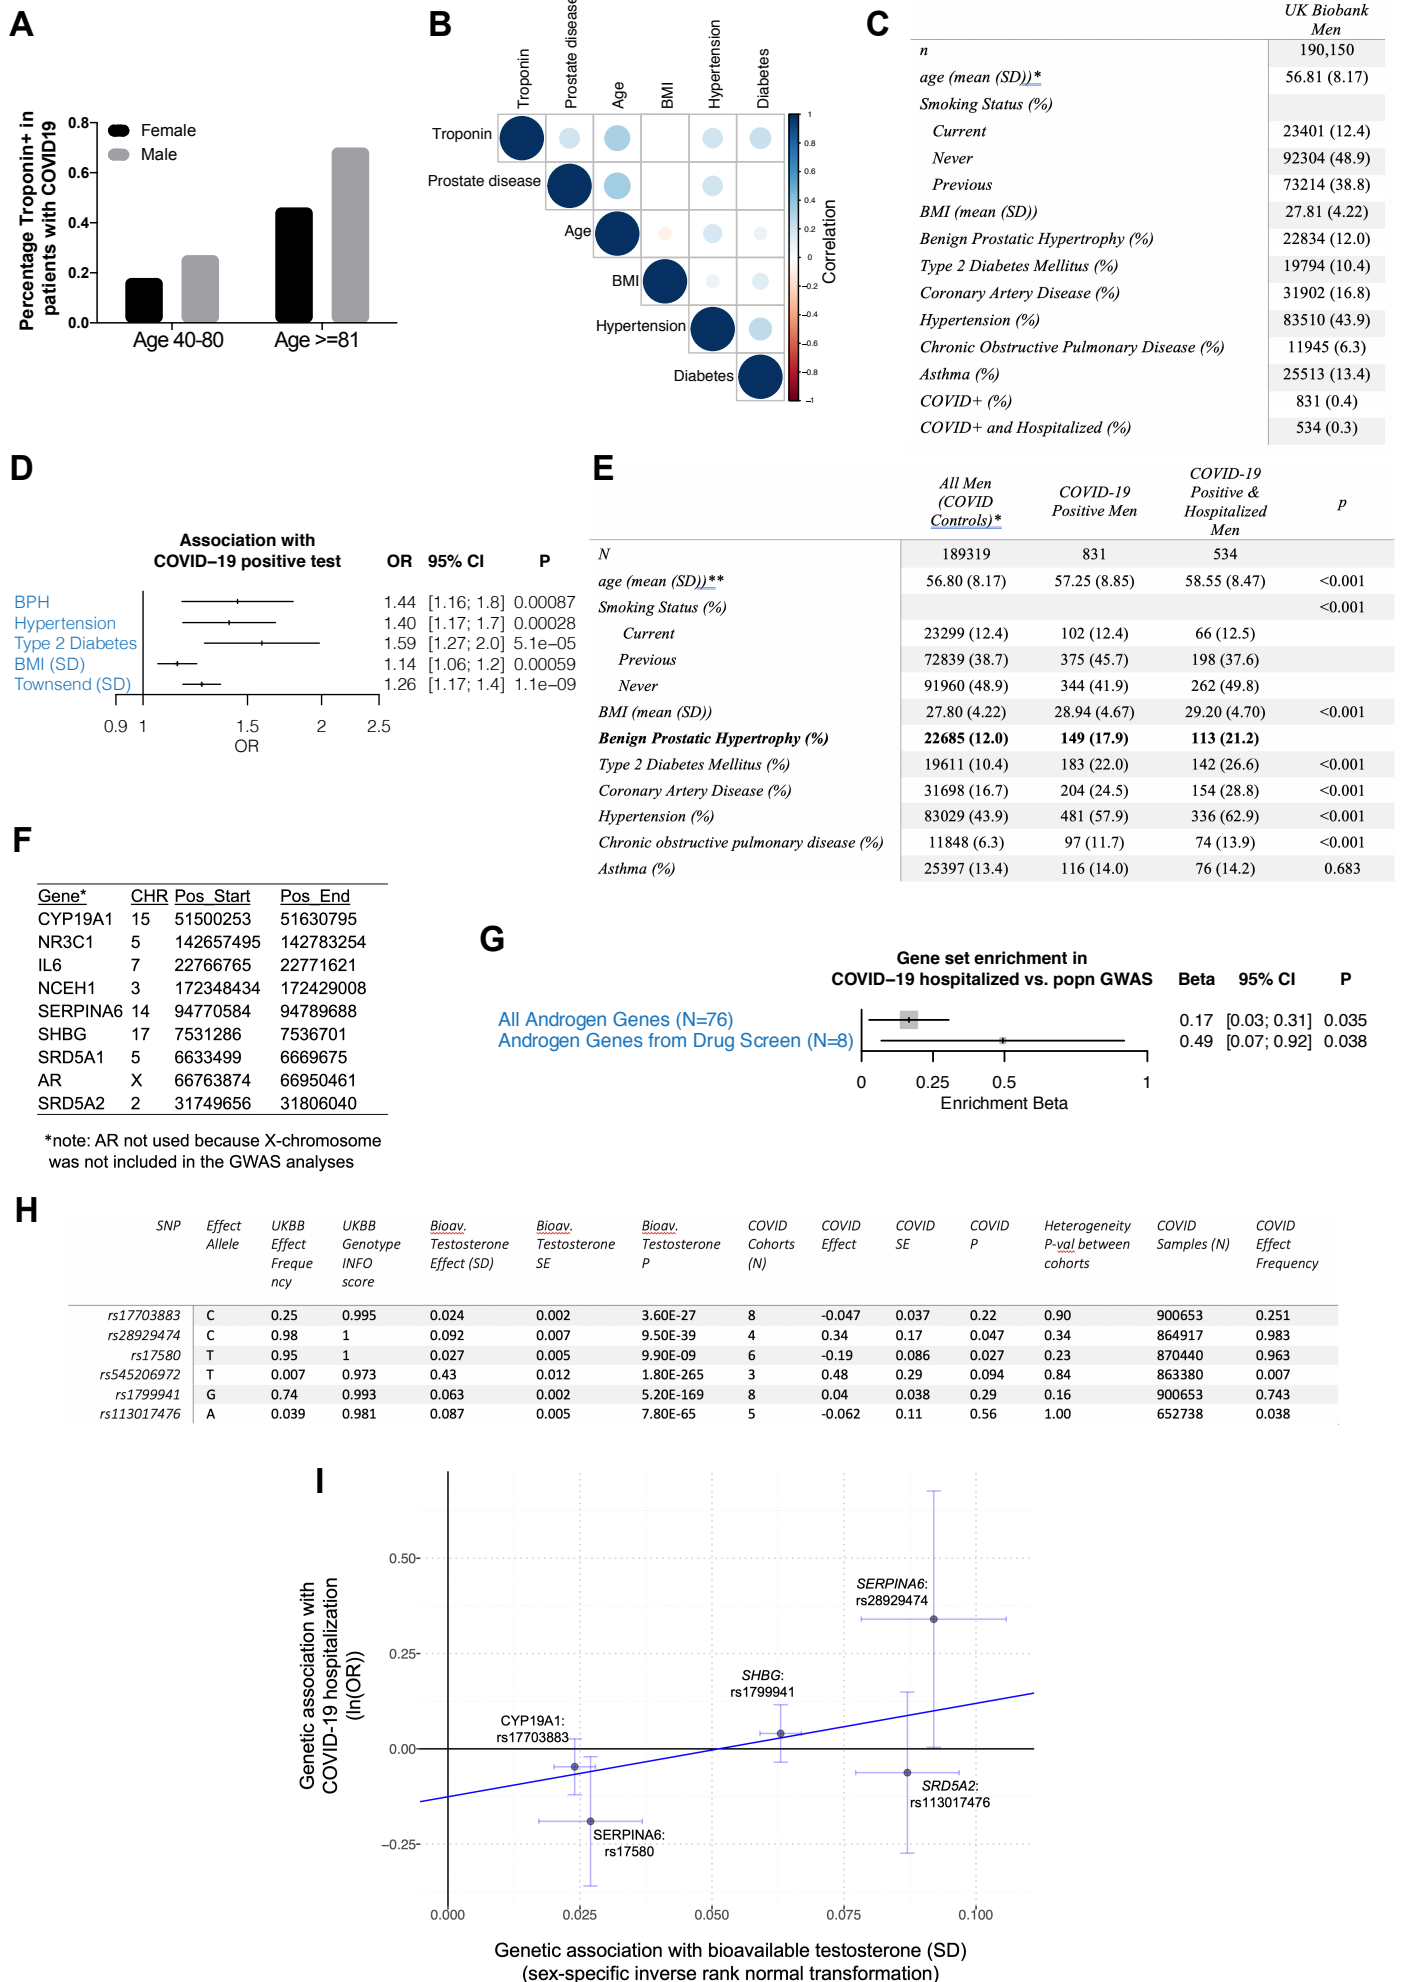 A
Percentage Troponin+ in
patients with COVID19
0.8
0.6
0.4
0.2
0.0
Female
Male
Age 40-80
Age >=81
B
Troponin
Prostate disease
Age
BMI
Hypertension
Diabetes
Troponin
Prostate disease
Age
BMI
Hypertension
Diabetes
1
0.8
0.6
0.4
0.2
0
−0.2
−0.4
−0.6
−0.8
−1
Correlation
C
UK Biobank
Men
n 190,150
age (mean (SD))* 56.81 (8.17)
Smoking Status (%)
Current 23401 (12.4)
Never 92304 (48.9)
Previous 73214 (38.8)
BMI (mean (SD)) 27.81 (4.22)
Benign Prostatic Hypertrophy (%) 22834 (12.0)
Type 2 Diabetes Mellitus (%) 19794 (10.4)
Coronary Artery Disease (%) 31902 (16.8)
Hypertension (%) 83510 (43.9)
Chronic Obstructive Pulmonary Disease (%) 11945 (6.3)
Asthma (%) 25513 (13.4)
COVID+ (%) 831 (0.4)
COVID+ and Hospitalized (%) 534 (0.3)
D
Association with
COVID−19 positive test OR 95% CI P
BPH 1.44 [1.16; 1.8] 0.00087
Hypertension 1.40 [1.17; 1.7] 0.00028
Type 2 Diabetes 1.59 [1.27; 2.0] 5.1e−05
BMI (SD) 1.14 [1.06; 1.2] 0.00059
Townsend (SD) 1.26 [1.17; 1.4] 1.1e−09
0.9 1 1.5 2 2.5
OR
E
All Men
(COVID
Controls)*
COVID-19
Positive Men
COVID-19
Positive &
Hospitalized
Men
p
N 189319 831 534
age (mean (SD))** 56.80 (8.17) 57.25 (8.85) 58.55 (8.47) <0.001
Smoking Status (%) <0.001
Current 23299 (12.4) 102 (12.4) 66 (12.5)
Previous 72839 (38.7) 375 (45.7) 198 (37.6)
Never 91960 (48.9) 344 (41.9) 262 (49.8)
BMI (mean (SD)) 27.80 (4.22) 28.94 (4.67) 29.20 (4.70) <0.001
Benign Prostatic Hypertrophy (%) 22685 (12.0) 149 (17.9) 113 (21.2)
Type 2 Diabetes Mellitus (%) 19611 (10.4) 183 (22.0) 142 (26.6) <0.001
Coronary Artery Disease (%) 31698 (16.7) 204 (24.5) 154 (28.8) <0.001
Hypertension (%) 83029 (43.9) 481 (57.9) 336 (62.9) <0.001
Chronic obstructive pulmonary disease (%) 11848 (6.3) 97 (11.7) 74 (13.9) <0.001
Asthma (%) 25397 (13.4) 116 (14.0) 76 (14.2) 0.683
F
Gene* CHR Pos_Start Pos_End
CYP19A1 15 51500253 51630795
NR3C1 5 142657495 142783254
IL6 7 22766765 22771621
NCEH1 3 172348434 172429008
SERPINA6 14 94770584 94789688
SHBG 17 7531286 7536701
SRD5A1 5 6633499 6669675
AR X 66763874 66950461
SRD5A2 2 31749656 31806040
*note: AR not used because X-chromosome
was not included in the GWAS analyses
G
Gene set enrichment in
COVID−19 hospitalized vs. popn GWAS Beta 95% CI P
All Androgen Genes (N=76) 0.17 [0.03; 0.31] 0.035
Androgen Genes from Drug Screen (N=8) 0.49 [0.07; 0.92] 0.038
0 0.25 0.5 1
Enrichment Beta
H
SNP
Effect
Allele
UKBB
Effect
Freque
ncy
UKBB
Genotype
INFO
score
Bioav.
Testosterone
Effect (SD)
Bioav.
Testosterone
SE
Bioav.
Testosterone
P
COVID
Cohorts
(N)
COVID
Effect
COVID
SE
COVID
P
Heterogeneity
P-val between
cohorts
COVID
Samples (N)
COVID
Effect
Frequency
rs17703883 C 0.25 0.995 0.024 0.002 3.60E-27 8 -0.047 0.037 0.22 0.90 900653 0.251
rs28929474 C 0.98 1 0.092 0.007 9.50E-39 4 0.34 0.17 0.047 0.34 864917 0.983
rs17580 T 0.95 1 0.027 0.005 9.90E-09 6 -0.19 0.086 0.027 0.23 870440 0.963
rs545206972 T 0.007 0.973 0.43 0.012 1.80E-265 3 0.48 0.29 0.094 0.84 863380 0.007
rs1799941 G 0.74 0.993 0.063 0.002 5.20E-169 8 0.04 0.038 0.29 0.16 900653 0.743
rs113017476 A 0.039 0.981 0.087 0.005 7.80E-65 5 -0.062 0.11 0.56 1.00 652738 0.038
I
Genetic association with
COVID-19 hospitalization
(ln(OR))
0.50
0.25
0.00
−0.25
SERPINA6:
rs28929474
SHBG:
rs1799941
CYP19A1:
rs17703883
SRD5A2:
rs113017476
SERPINA6:
rs17580
0.000 0.025 0.050 0.075 0.100
Genetic association with bioavailable testosterone (SD)
(sex-specific inverse rank normal transformation)